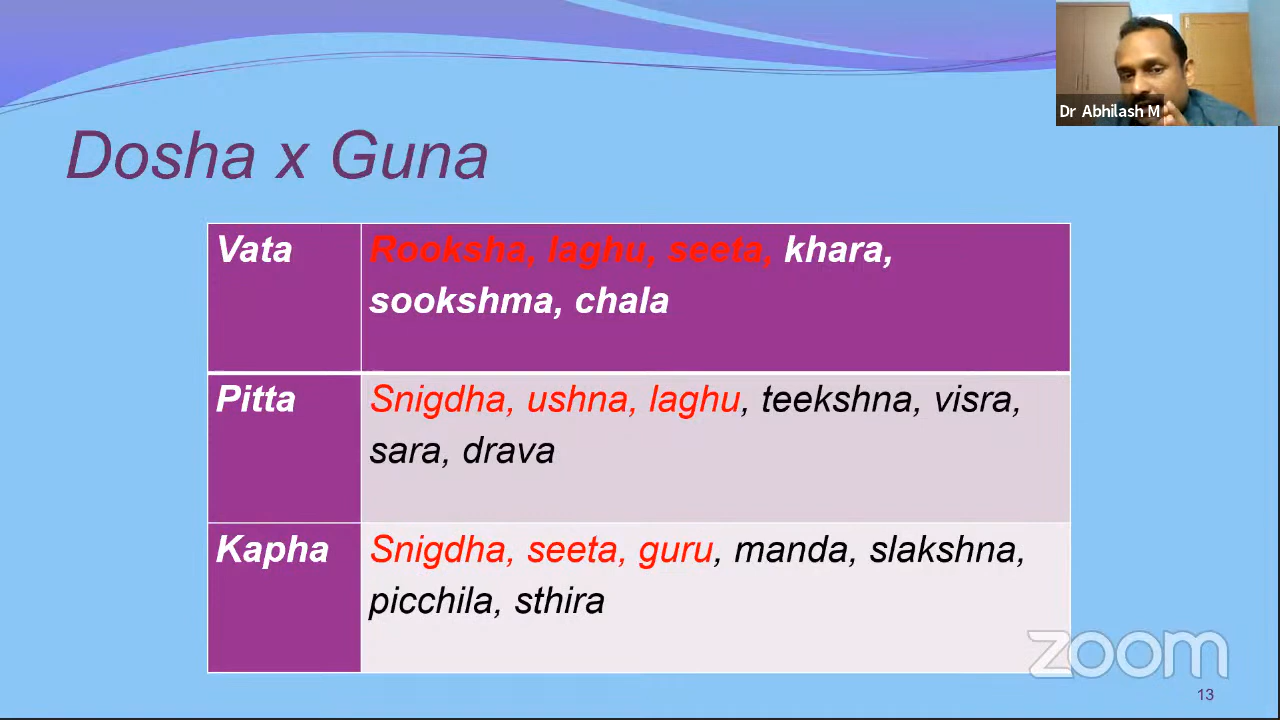 Dr Abhilash M
Dosha x Guna
Vata
Rooksha, laghu, seeta, khara,
sookshma, chala
Pitta
Snigdha, ushna, laghu, teekshna, visra,
sara, drava
Kapha
Snigdha, seeta, guru, manda, slakshna,
picchila, sthira
zoom
13